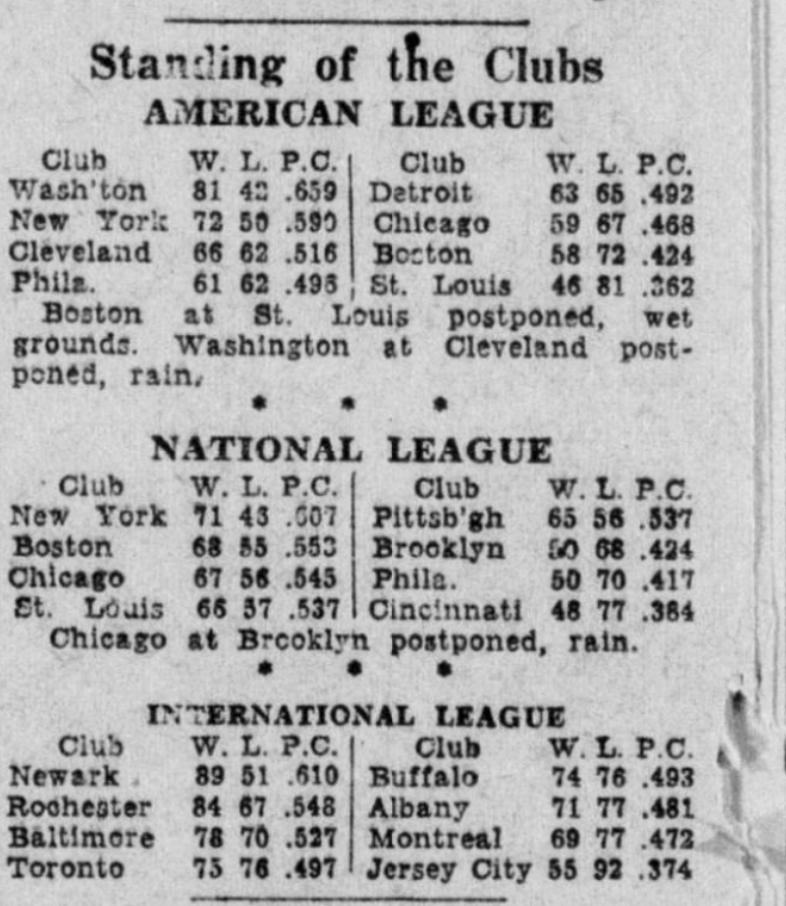 Standing of the Clubs
AMERICAN LEAGUE
Club W. L. P.C. Club W. L. P.C.
Wash'ton 81 42 .659 Detroit 63 65 .492
New York 72 50 .590 Chicago 59 67 .468
Cleveland 66 62 .516 Boston 53 72 .424
Phila. 61 62 .496 St. Louis 46 81 .362
Boston at St. Louis postponed, wet
grounds. Washington at Cleveland post-
poned, rain.
* * *
NATIONAL LEAGUE
Club W. L. P.C. Club W. L. P.C.
New York 71 46 .607 Pittsb'gh 65 56 .537
Boston 68 55 .553 Brooklyn 50 68 .424
Chicago 67 56 .545 Phila. 50 70 .417
St. Louis 66 57 .537 Cincinnati 48 77 .384
Chicago at Brooklyn postponed, rain.
* * *
INTERNATIONAL LEAGUE
Club W. L. P.C. Club W. L. P.C.
Newark 89 51 .610 Buffalo 74 76 .493
Rochester 84 67 .548 Albany 71 77 .481
Baltimore 78 70 .527 Montreal 69 77 .472
Toronto 75 76 .497 Jersey City 55 92 .374